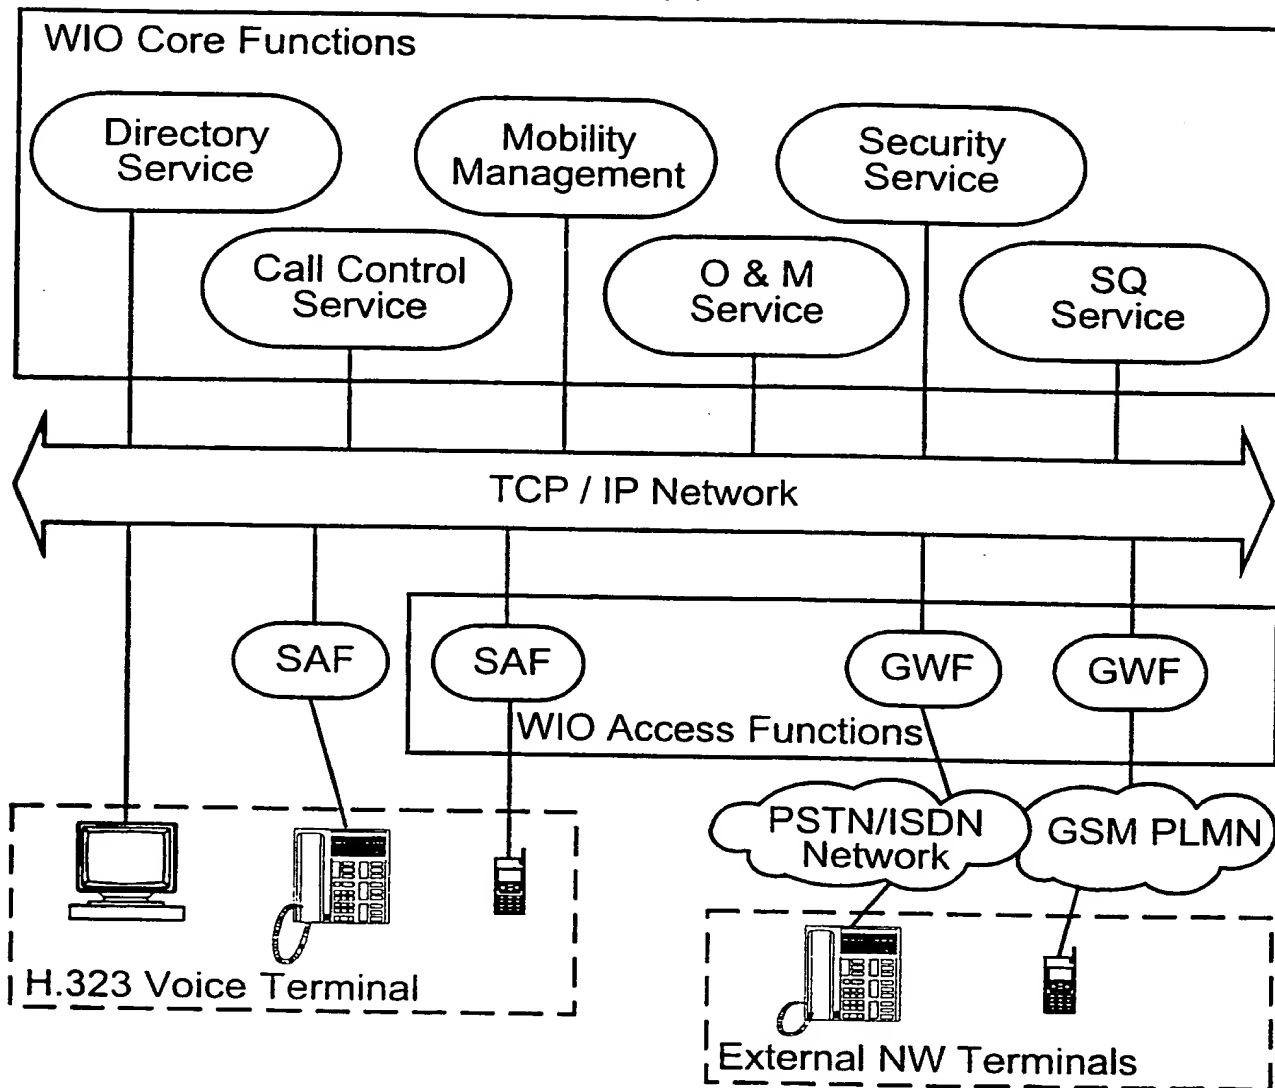 WIO Core Functions
Directory
Service
Mobility
Management
Security
Service
Call Control
Service
O & M
Service
SQ
Service
TCP / IP Network
SAF
SAF
GWF
GWF
WIO Access Functions
PSTN/ISDN
Network
GSM PLMN
H.323 Voice Terminal
External NW Terminals